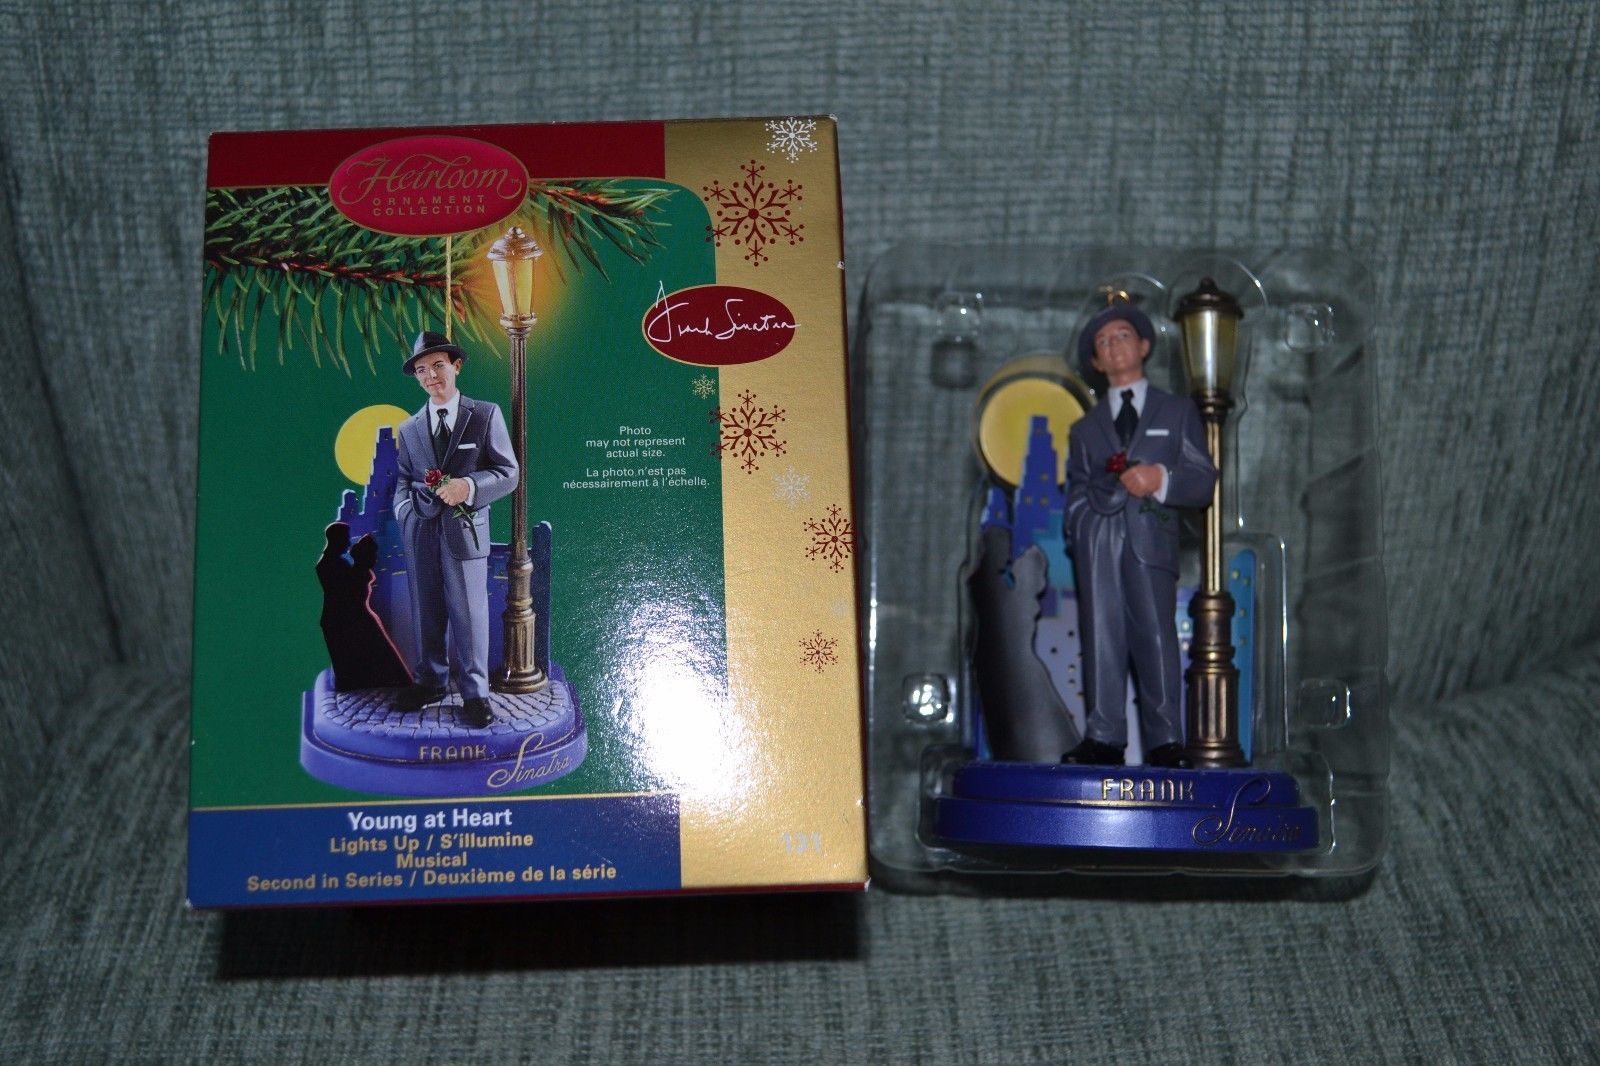 Heirloom™
ORNAMENT
COLLECTION
Frank Sinatra
Photo
may not represent
actual size.
La photo n'est pas
nécessairement à l'échelle.
FRANK
Sinatra
Young at Heart
Lights Up / S'illumine
Musical
Second in Series / Deuxième de la série
131
FRANK
Sinatra